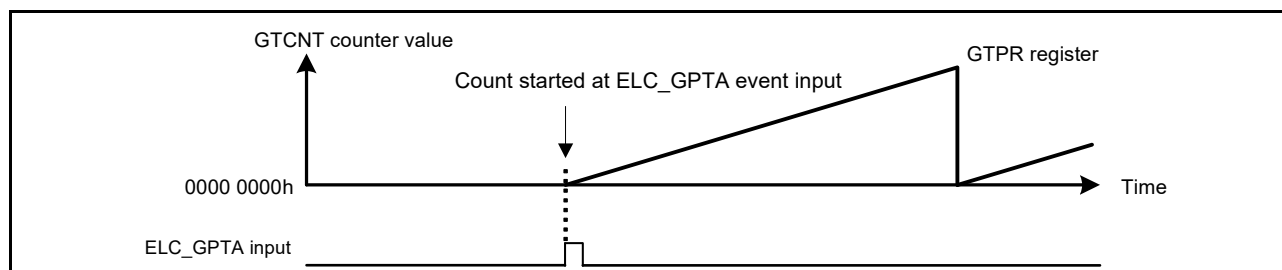 GTCNT counter value
GTPR register
Count started at ELC_GPTA event input
0000 0000h
Time
ELC_GPTA input